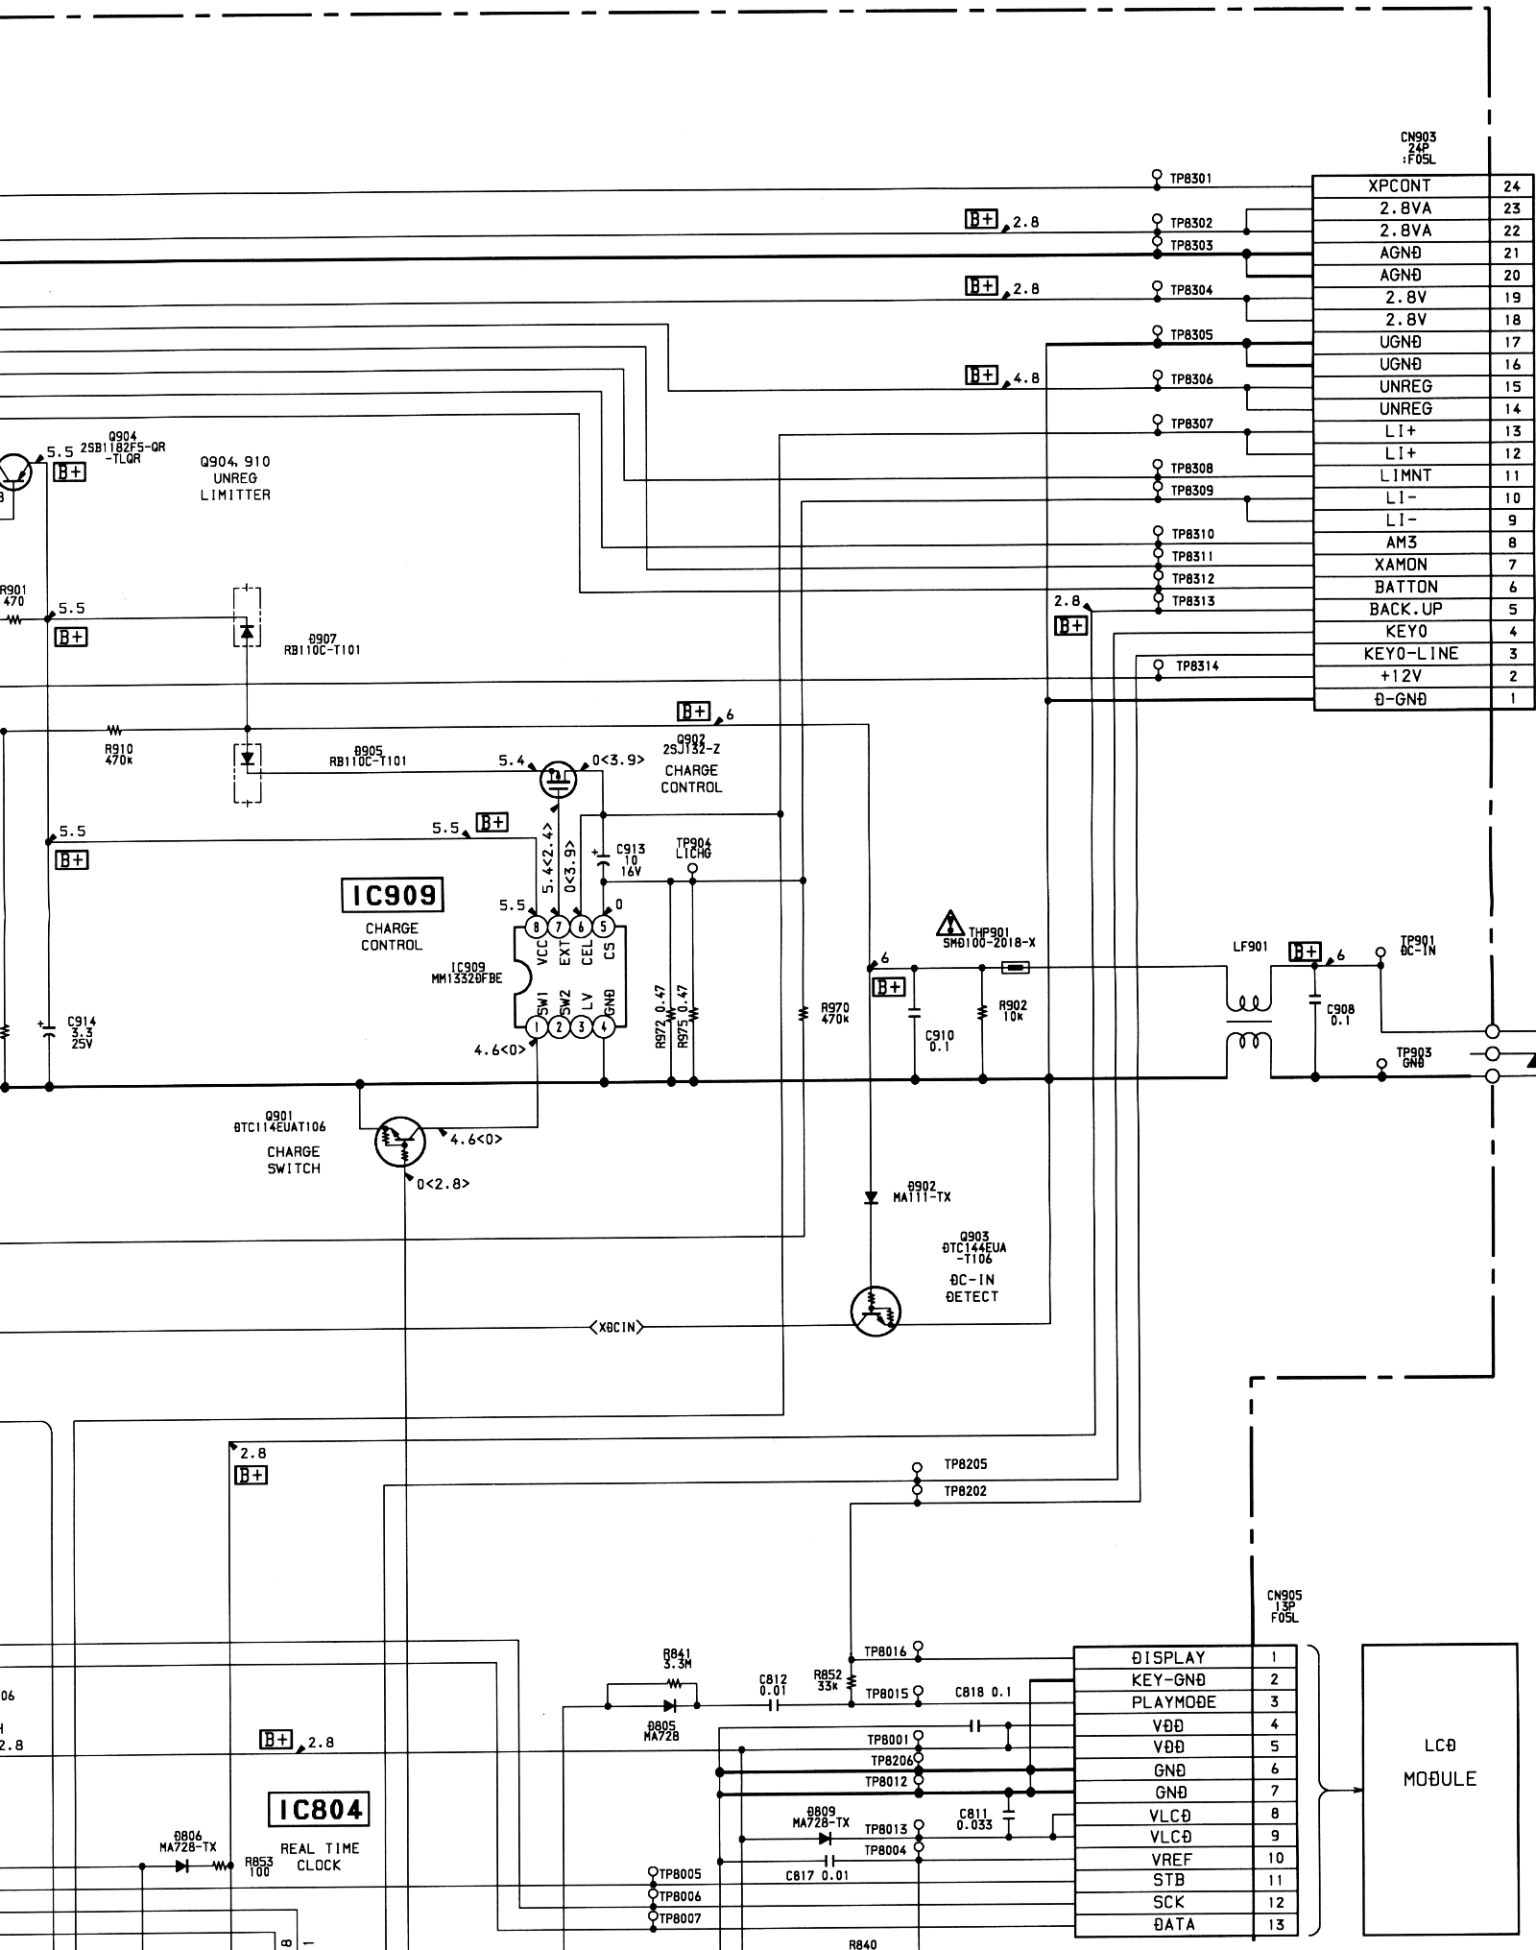 CN903
24P
:F05L
XPCONT 24
2.8VA 23
2.8VA 22
AGND 21
AGND 20
2.8V 19
2.8V 18
UGND 17
UGND 16
UNREG 15
UNREG 14
LI+ 13
LI+ 12
LIMNT 11
LI- 10
LI- 9
AM3 8
XAMON 7
BATTON 6
BACK.UP 5
KEY0 4
KEY0-LINE 3
+12V 2
D-GND 1
TP8301
B+ 2.8
TP8302
TP8303
B+ 2.8
TP8304
TP8305
B+ 4.8
TP8306
TP8307
TP8308
TP8309
TP8310
TP8311
TP8312
2.8
B+
TP8313
TP8314
Q904
2SB1182F5-QR
-TLQR
5.5
B+
Q904, 910
UNREG
LIMITTER
R901
470
5.5
B+
D907
RB110C-T101
R910
470k
D905
RB110C-T101
B+ 6
Q902
2SJ132-Z
CHARGE
CONTROL
5.4
0<3.9>
5.5
B+
5.5 B+
5.4<2.4>
0<3.9>
C913
10
16V
TP904
LICHG
IC909
CHARGE
CONTROL
5.5
0
8 7 6 5
VCC EXT CEL CS
IC909
MM1332DFBE
SW1 SW2 LV GND
1 2 3 4
4.6<0>
R972 0.47
R975 0.47
R970
470k
C914
3.3
25V
THP901
SMD100-2018-X
6
B+
C910
0.1
R902
10k
LF901
B+ 6
C908
0.1
TP901
DC-IN
TP903
GND
Q901
DTC114EUAT106
CHARGE
SWITCH
4.6<0>
0<2.8>
D902
MA111-TX
Q903
DTC144EUA
-T106
DC-IN
DETECT
<XDCIN>
2.8
B+
TP8205
TP8202
CN905
13P
F05L
DISPLAY 1
KEY-GND 2
PLAYMODE 3
VDD 4
VDD 5
GND 6
GND 7
VLCD 8
VLCD 9
VREF 10
STB 11
SCK 12
DATA 13
LCD
MODULE
R841
3.3M
D805
MA728
C812
0.01
R852
33k
TP8016
TP8015
C818 0.1
TP8001
TP8206
TP8012
D809
MA728-TX
C811
0.033
TP8013
TP8004
C817 0.01
TP8005
TP8006
TP8007
06
2.8
B+ 2.8
IC804
REAL TIME
CLOCK
D806
MA728-TX
R853
100
R840